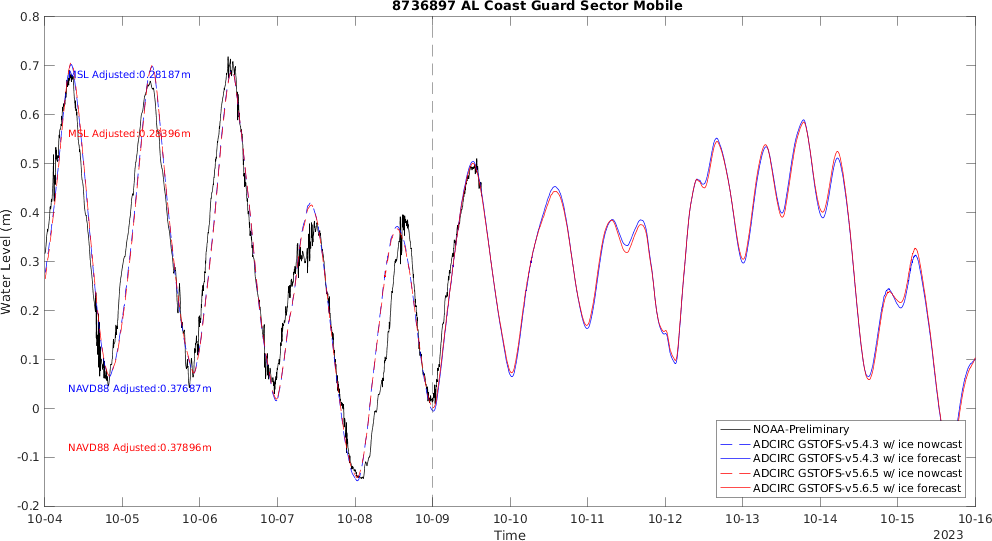 8736897 AL Coast Guard Sector Mobile
0.8
0.7
0.6
0.5
0.4
0.3
0.2
0.1
0
-0.1
-0.2
Water Level (m)
MSL Adjusted:0.28187m
MSL Adjusted:0.28396m
NAVD88 Adjusted:0.37687m
NAVD88 Adjusted:0.37896m
NOAA-Preliminary
ADCIRC GSTOFS-v5.4.3 w/ ice nowcast
ADCIRC GSTOFS-v5.4.3 w/ ice forecast
ADCIRC GSTOFS-v5.6.5 w/ ice nowcast
ADCIRC GSTOFS-v5.6.5 w/ ice forecast
10-04 10-05 10-06 10-07 10-08 10-09 10-10 10-11 10-12 10-13 10-14 10-15 10-16
Time
2023